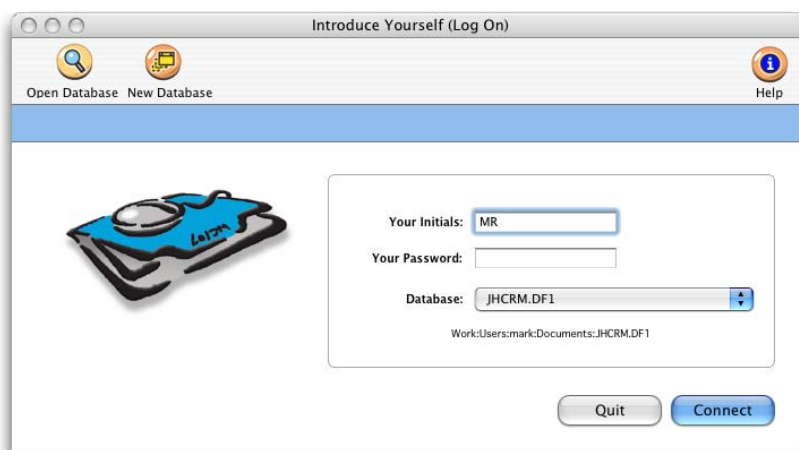 Introduce Yourself (Log On)
Open Database New Database Help
Your Initials: MR
Your Password:
Database: JHCRM.DF1
Work:Users:mark:Documents:JHCRM.DF1
Quit Connect